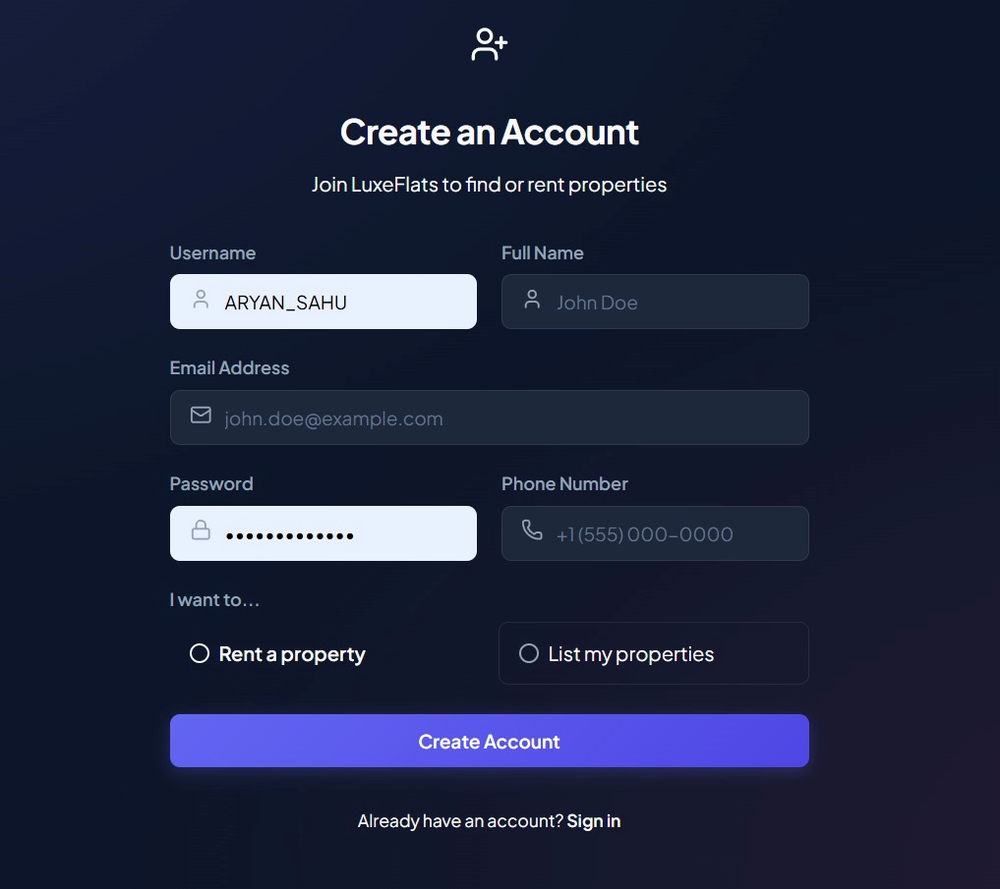 Create an Account
Join LuxeFlats to find or rent properties
Username
Full Name
ARYAN_SAHU
John Doe
Email Address
john.doe@example.com
Password
Phone Number
•••••••••••••
+1 (555) 000-0000
I want to...
Rent a property
List my properties
Create Account
Already have an account? Sign in